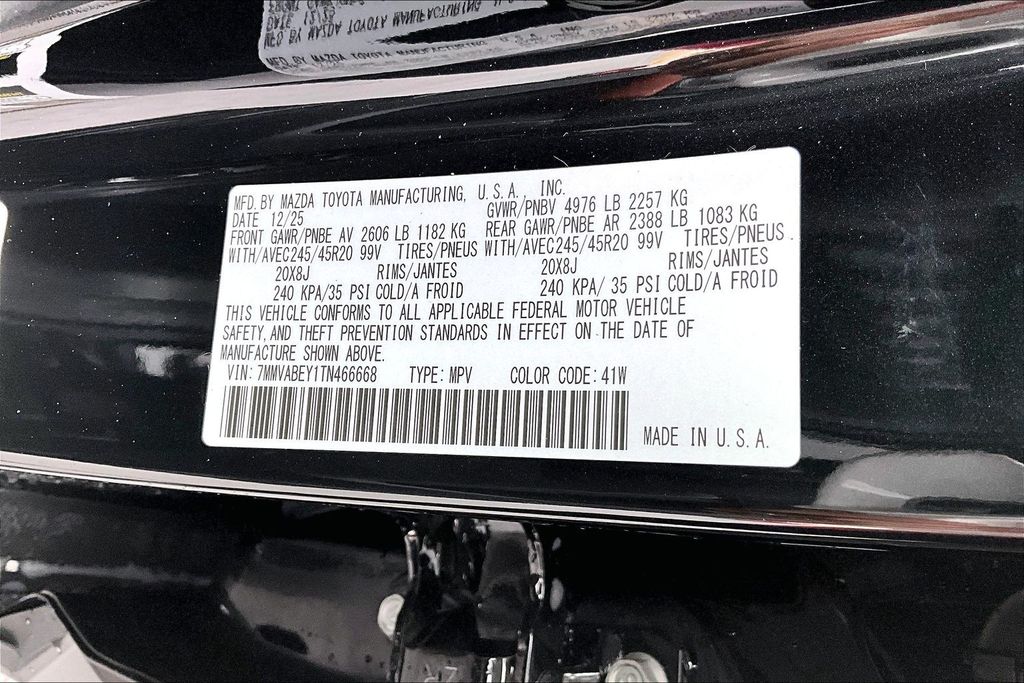 MFD. BY MAZDA TOYOTA MANUFACTURING, U.S.A., INC.
DATE 12/25 GVWR/PNBV 4976 LB 2257 KG
FRONT GAWR/PNBE AV 2606 LB 1182 KG REAR GAWR/PNBE AR 2388 LB 1083 KG
WITH/AVEC245/45R20 99V TIRES/PNEUS WITH/AVEC245/45R20 99V TIRES/PNEUS
20X8J RIMS/JANTES 20X8J RIMS/JANTES
240 KPA/35 PSI COLD/A FROID 240 KPA/ 35 PSI COLD/A FROID
THIS VEHICLE CONFORMS TO ALL APPLICABLE FEDERAL MOTOR VEHICLE
SAFETY, AND THEFT PREVENTION STANDARDS IN EFFECT ON THE DATE OF
MANUFACTURE SHOWN ABOVE.
VIN: 7MMVABEY1TN466668 TYPE: MPV COLOR CODE: 41W
MADE IN U.S.A.